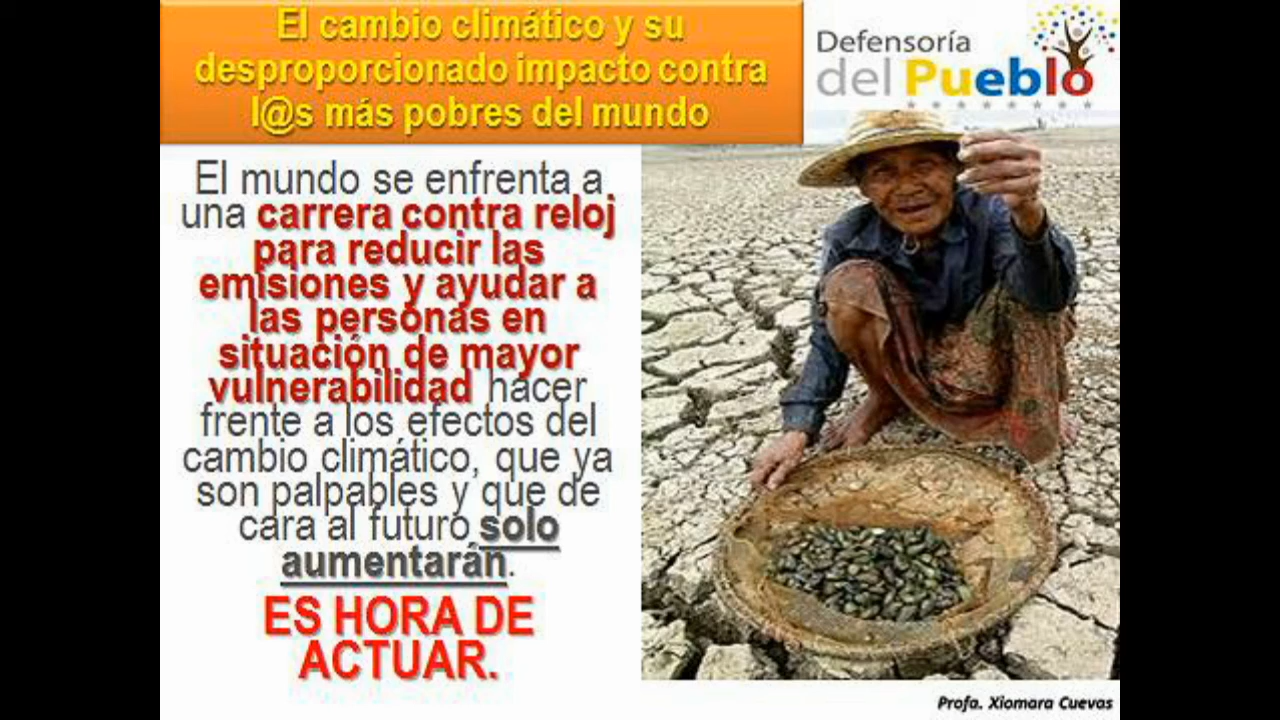 El cambio climático y su
desproporcionado impacto contra
l@s más pobres del mundo
Defensoría
del Pueblo
El mundo se enfrenta a
una carrera contra reloj
para reducir las
emisiones y ayudar a
las personas en
situación de mayor
vulnerabilidad hacer
frente a los efectos del
cambio climático, que ya
son palpables y que de
cara al futuro solo
aumentarán.
ES HORA DE
ACTUAR.
Profa. Xiomara Cuevas